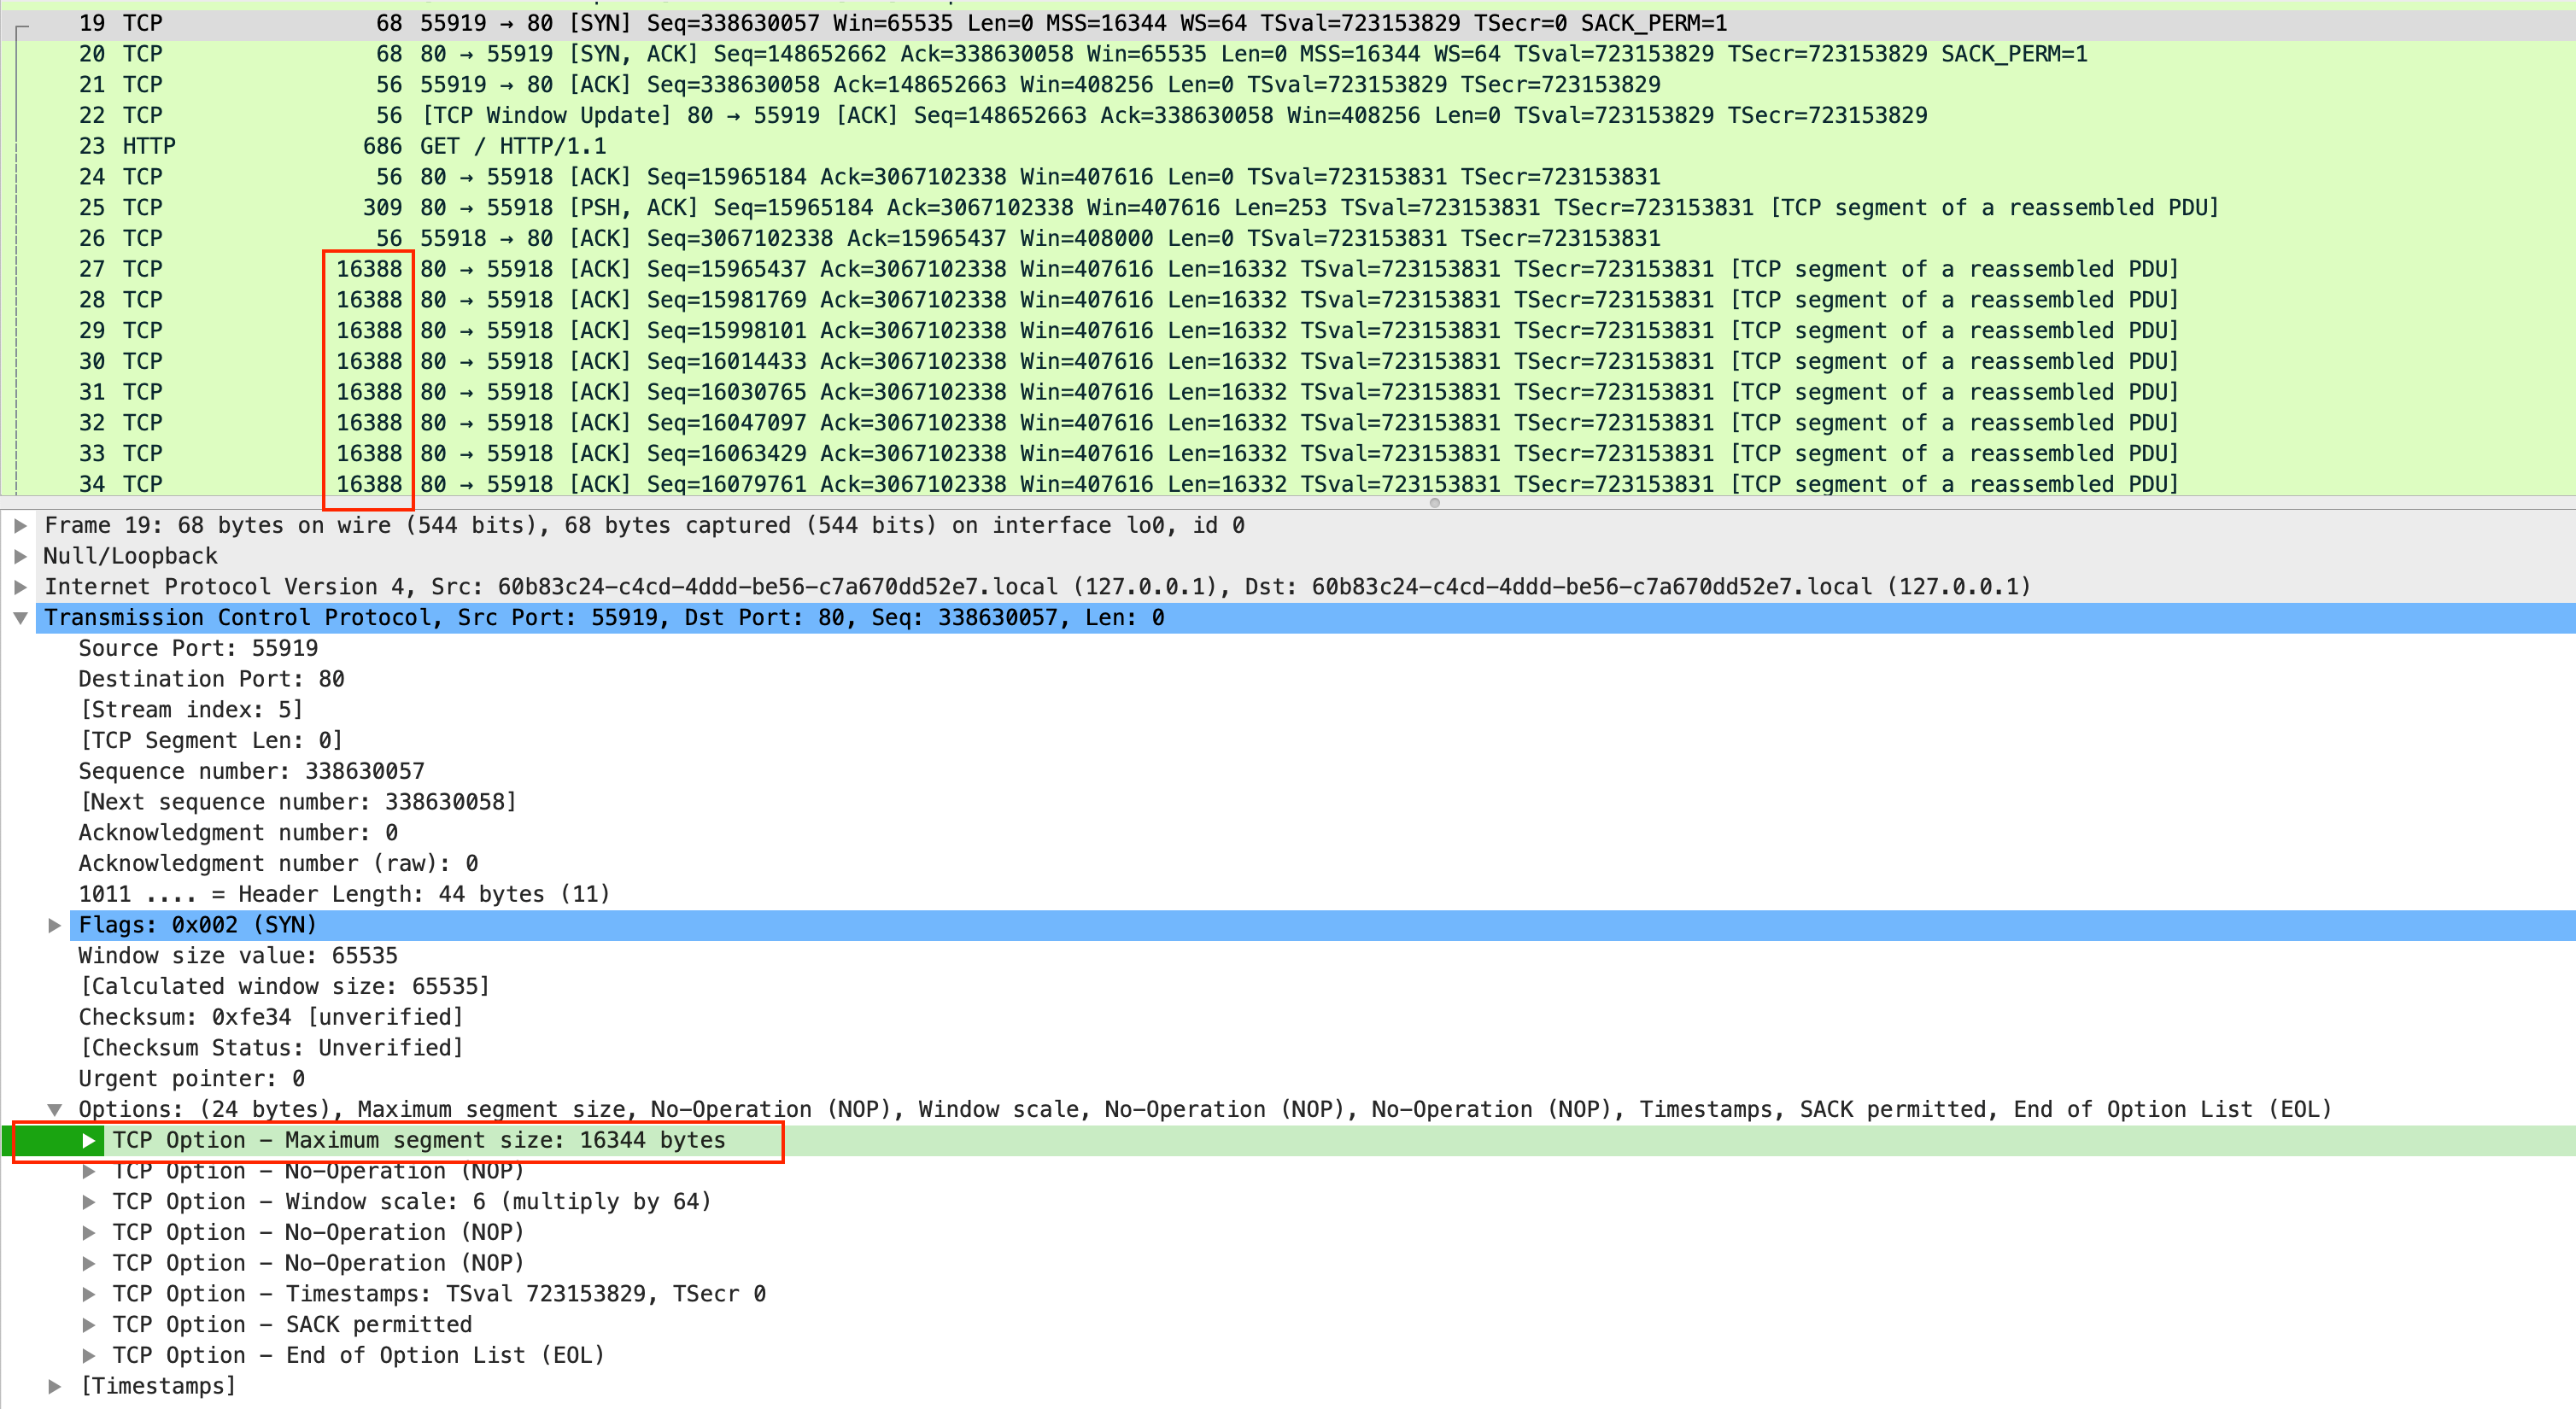 19 TCP 68 55919 → 80 [SYN] Seq=338630057 Win=65535 Len=0 MSS=16344 WS=64 TSval=723153829 TSecr=0 SACK_PERM=1
20 TCP 68 80 → 55919 [SYN, ACK] Seq=148652662 Ack=338630058 Win=65535 Len=0 MSS=16344 WS=64 TSval=723153829 TSecr=723153829 SACK_PERM=1
21 TCP 56 55919 → 80 [ACK] Seq=338630058 Ack=148652663 Win=408256 Len=0 TSval=723153829 TSecr=723153829
22 TCP 56 [TCP Window Update] 80 → 55919 [ACK] Seq=148652663 Ack=338630058 Win=408256 Len=0 TSval=723153829 TSecr=723153829
23 HTTP 686 GET / HTTP/1.1
24 TCP 56 80 → 55918 [ACK] Seq=15965184 Ack=3067102338 Win=407616 Len=0 TSval=723153831 TSecr=723153831
25 TCP 309 80 → 55918 [PSH, ACK] Seq=15965184 Ack=3067102338 Win=407616 Len=253 TSval=723153831 TSecr=723153831 [TCP segment of a reassembled PDU]
26 TCP 56 55918 → 80 [ACK] Seq=3067102338 Ack=15965437 Win=408000 Len=0 TSval=723153831 TSecr=723153831
27 TCP 16388 80 → 55918 [ACK] Seq=15965437 Ack=3067102338 Win=407616 Len=16332 TSval=723153831 TSecr=723153831 [TCP segment of a reassembled PDU]
28 TCP 16388 80 → 55918 [ACK] Seq=15981769 Ack=3067102338 Win=407616 Len=16332 TSval=723153831 TSecr=723153831 [TCP segment of a reassembled PDU]
29 TCP 16388 80 → 55918 [ACK] Seq=15998101 Ack=3067102338 Win=407616 Len=16332 TSval=723153831 TSecr=723153831 [TCP segment of a reassembled PDU]
30 TCP 16388 80 → 55918 [ACK] Seq=16014433 Ack=3067102338 Win=407616 Len=16332 TSval=723153831 TSecr=723153831 [TCP segment of a reassembled PDU]
31 TCP 16388 80 → 55918 [ACK] Seq=16030765 Ack=3067102338 Win=407616 Len=16332 TSval=723153831 TSecr=723153831 [TCP segment of a reassembled PDU]
32 TCP 16388 80 → 55918 [ACK] Seq=16047097 Ack=3067102338 Win=407616 Len=16332 TSval=723153831 TSecr=723153831 [TCP segment of a reassembled PDU]
33 TCP 16388 80 → 55918 [ACK] Seq=16063429 Ack=3067102338 Win=407616 Len=16332 TSval=723153831 TSecr=723153831 [TCP segment of a reassembled PDU]
34 TCP 16388 80 → 55918 [ACK] Seq=16079761 Ack=3067102338 Win=407616 Len=16332 TSval=723153831 TSecr=723153831 [TCP segment of a reassembled PDU]
Frame 19: 68 bytes on wire (544 bits), 68 bytes captured (544 bits) on interface lo0, id 0
Null/Loopback
Internet Protocol Version 4, Src: 60b83c24-c4cd-4ddd-be56-c7a670dd52e7.local (127.0.0.1), Dst: 60b83c24-c4cd-4ddd-be56-c7a670dd52e7.local (127.0.0.1)
Transmission Control Protocol, Src Port: 55919, Dst Port: 80, Seq: 338630057, Len: 0
Source Port: 55919
Destination Port: 80
[Stream index: 5]
[TCP Segment Len: 0]
Sequence number: 338630057
[Next sequence number: 338630058]
Acknowledgment number: 0
Acknowledgment number (raw): 0
1011 .... = Header Length: 44 bytes (11)
Flags: 0x002 (SYN)
Window size value: 65535
[Calculated window size: 65535]
Checksum: 0xfe34 [unverified]
[Checksum Status: Unverified]
Urgent pointer: 0
Options: (24 bytes), Maximum segment size, No-Operation (NOP), Window scale, No-Operation (NOP), No-Operation (NOP), Timestamps, SACK permitted, End of Option List (EOL)
TCP Option – Maximum segment size: 16344 bytes
TCP Option – No-Operation (NOP)
TCP Option – Window scale: 6 (multiply by 64)
TCP Option – No-Operation (NOP)
TCP Option – No-Operation (NOP)
TCP Option – Timestamps: TSval 723153829, TSecr 0
TCP Option – SACK permitted
TCP Option – End of Option List (EOL)
[Timestamps]